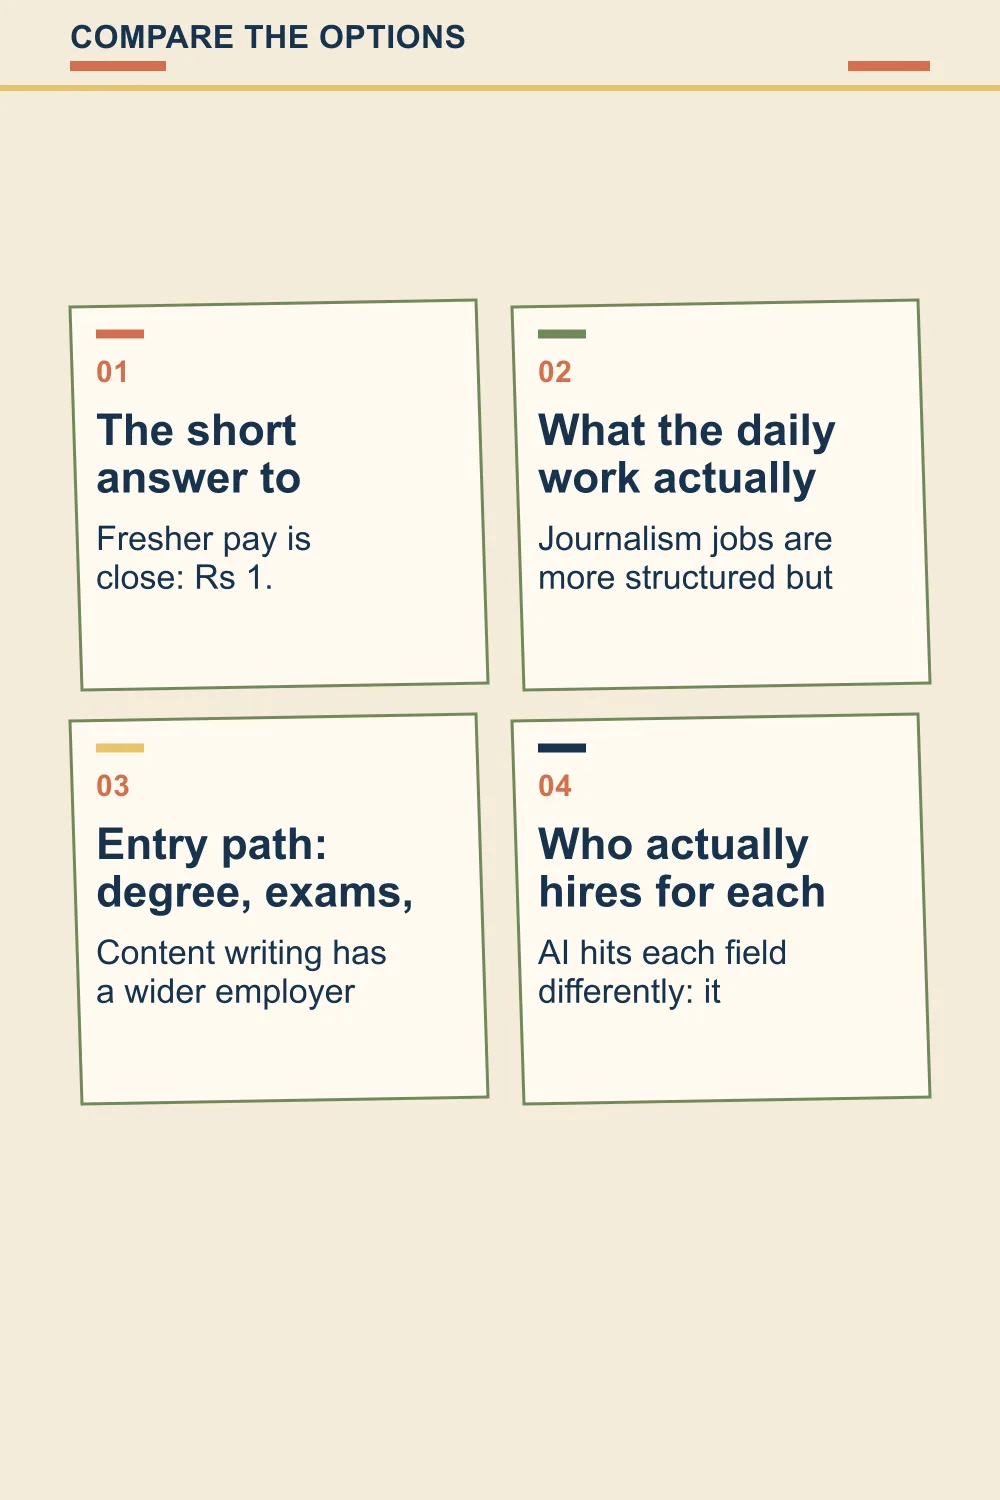 COMPARE THE OPTIONS
01
The short
answer to
Fresher pay is
close: Rs 1.
02
What the daily
work actually
Journalism jobs are
more structured but
03
Entry path:
degree, exams,
Content writing has
a wider employer
04
Who actually
hires for each
AI hits each field
differently: it